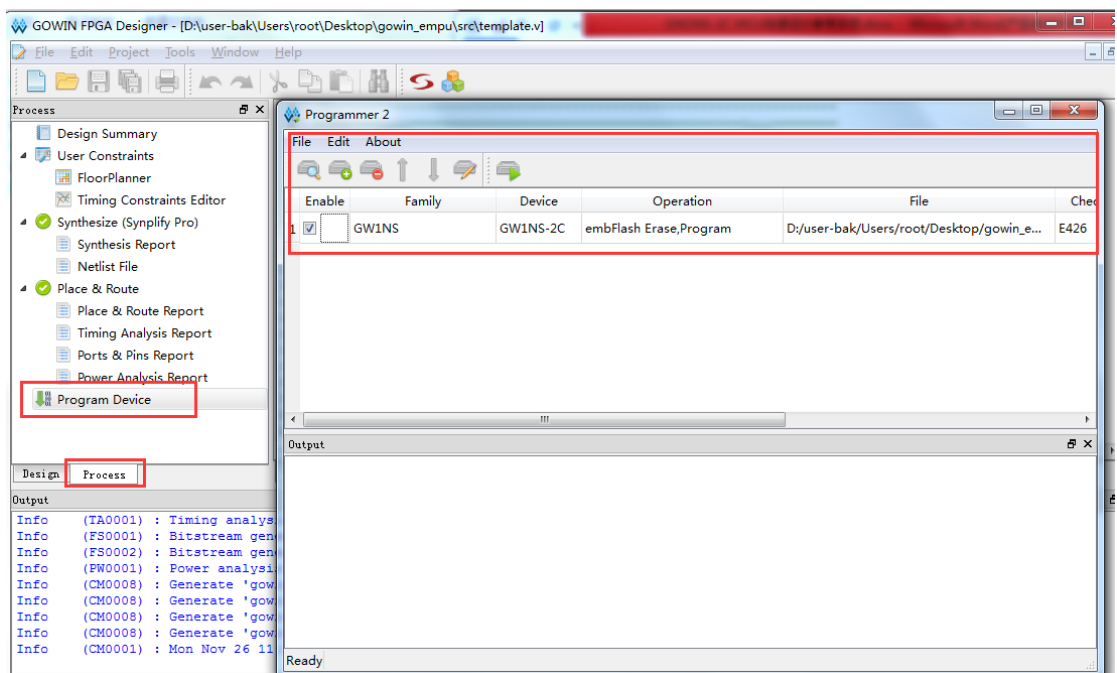 GOWIN FPGA Designer - [D:\user-bak\Users\root\Desktop\gowin_empu\src\template.v]
File Edit Project Tools Window Help
Process
Design Summary
User Constraints
FloorPlanner
Timing Constraints Editor
Synthesize (Synplify Pro)
Synthesis Report
Netlist File
Place & Route
Place & Route Report
Timing Analysis Report
Ports & Pins Report
Power Analysis Report
Program Device
Design Process
Programmer 2
File Edit About
Enable Family Device Operation File Chec
1 GW1NS GW1NS-2C embFlash Erase,Program D:/user-bak/Users/root/Desktop/gowin_e... E426
Output
Ready
Output
Info (TA0001) : Timing analys
Info (FS0001) : Bitstream gen
Info (FS0002) : Bitstream gen
Info (PW0001) : Power analysi
Info (CM0008) : Generate 'gow
Info (CM0008) : Generate 'gow
Info (CM0008) : Generate 'gow
Info (CM0008) : Generate 'gow
Info (CM0001) : Mon Nov 26 11